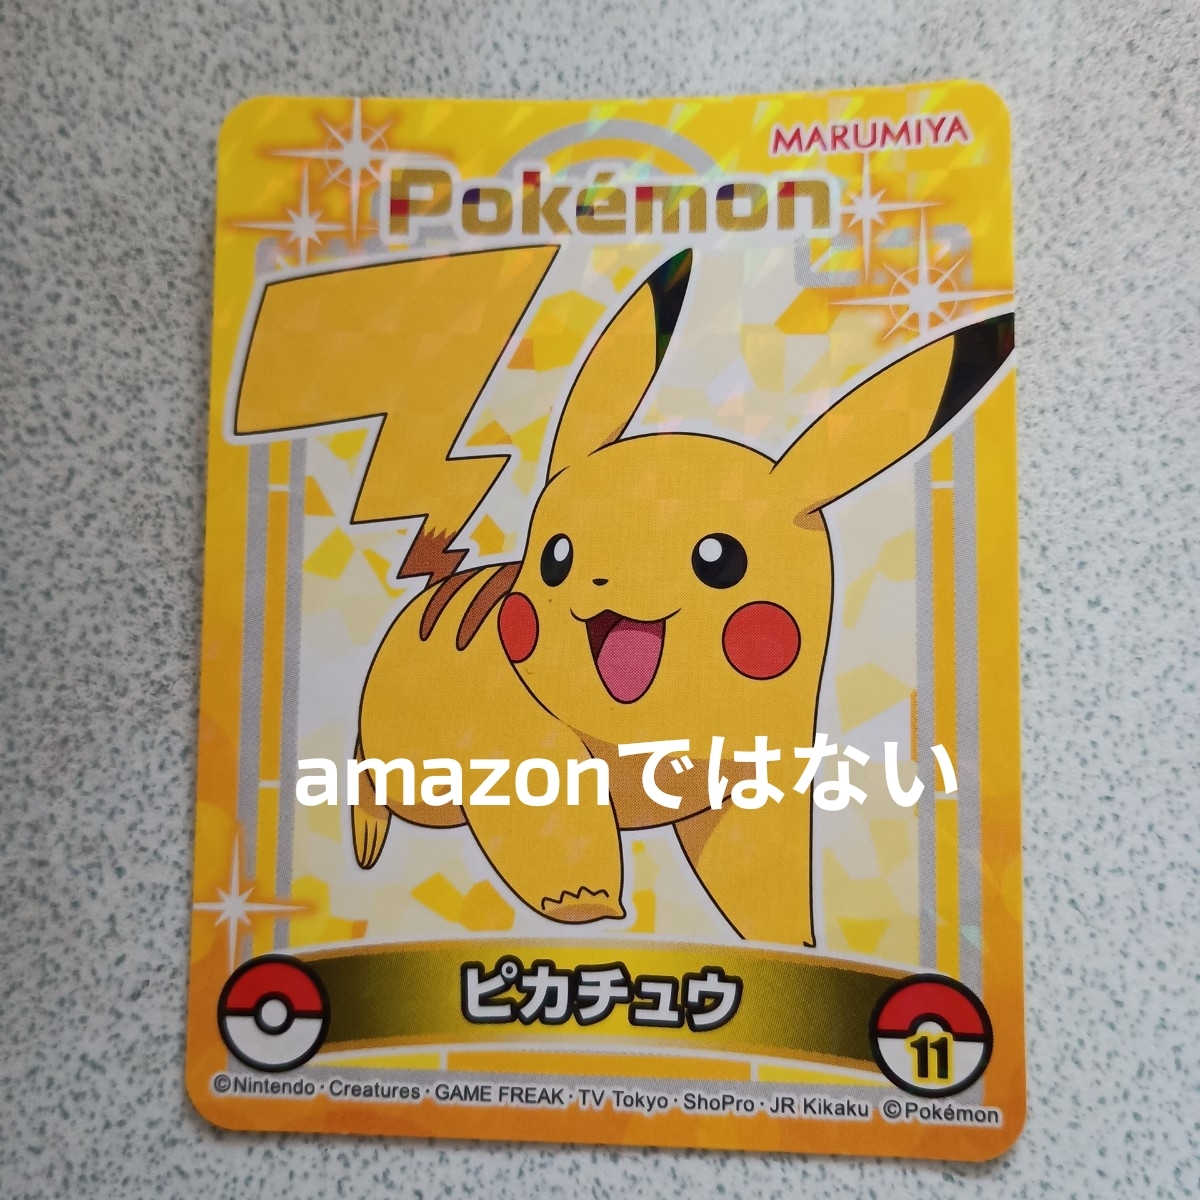 MARUMIYA
Pokémon
amazonではない
ピカチュウ
11
©Nintendo・Creatures・GAME FREAK・TV Tokyo・ShoPro・JR Kikaku ©Pokémon